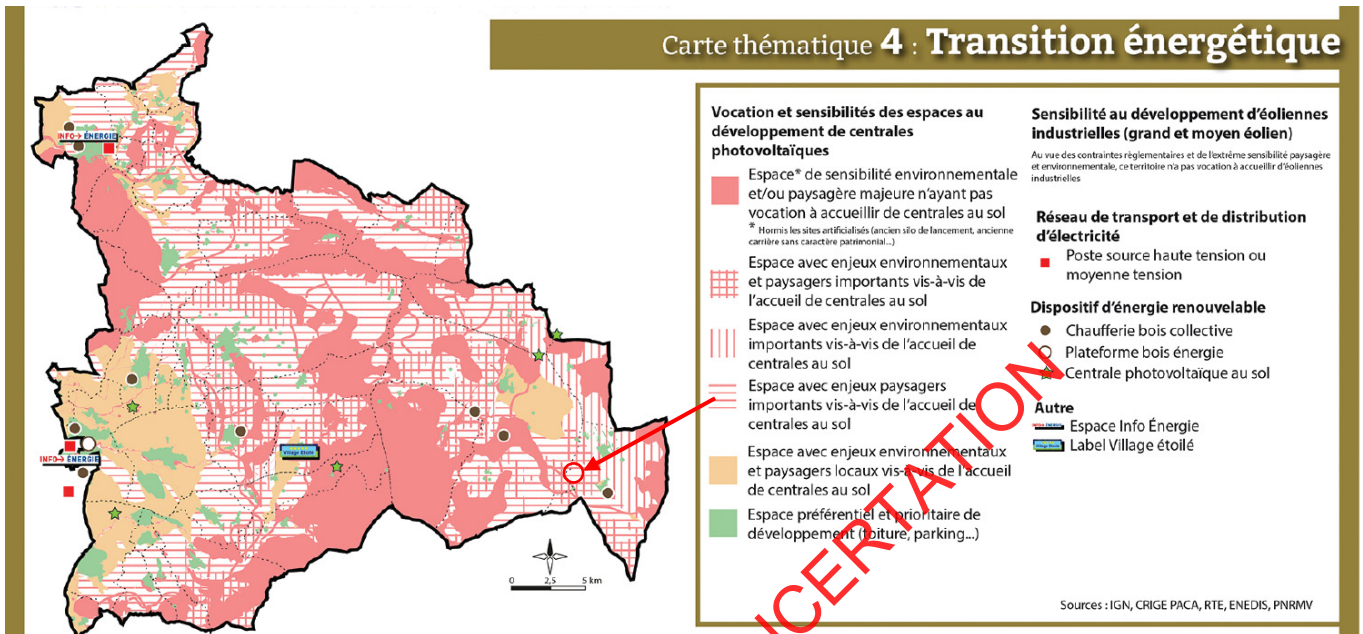 Carte thématique 4 : Transition énergétique
INFO→ ÉNERGIE
Village Etoilé
INFO→ ÉNERGIE
0 2,5 5 km
Vocation et sensibilités des espaces au
développement de centrales
photovoltaïques
Espace* de sensibilité environnementale
et/ou paysagère majeure n'ayant pas
vocation à accueillir de centrales au sol
* Hormis les sites artificialisés (ancien silo de lancement, ancienne
carrière sans caractère patrimonial...)
Espace avec enjeux environnementaux
et paysagers importants vis-à-vis de
l'accueil de centrales au sol
Espace avec enjeux environnementaux
importants vis-à-vis de l'accueil de
centrales au sol
Espace avec enjeux paysagers
importants vis-à-vis de l'accueil de
centrales au sol
Espace avec enjeux environnementaux
et paysagers locaux vis-à-vis de l'accueil
de centrales au sol
Espace préférentiel et prioritaire de
développement (toiture, parking...)
Sensibilité au développement d'éoliennes
industrielles (grand et moyen éolien)
Au vue des contraintes règlementaires et de l'extrême sensibilité paysagère
et environnementale, ce territoire n'a pas vocation à accueillir d'éoliennes
industrielles
Réseau de transport et de distribution
d'électricité
Poste source haute tension ou
moyenne tension
Dispositif d'énergie renouvelable
Chaufferie bois collective
Plateforme bois énergie
Centrale photovoltaïque au sol
Autre
INFO→ ÉNERGIE Espace Info Énergie
Village Etoilé Label Village étoilé
Sources : IGN, CRIGE PACA, RTE, ENEDIS, PNRMV
NCERTATION